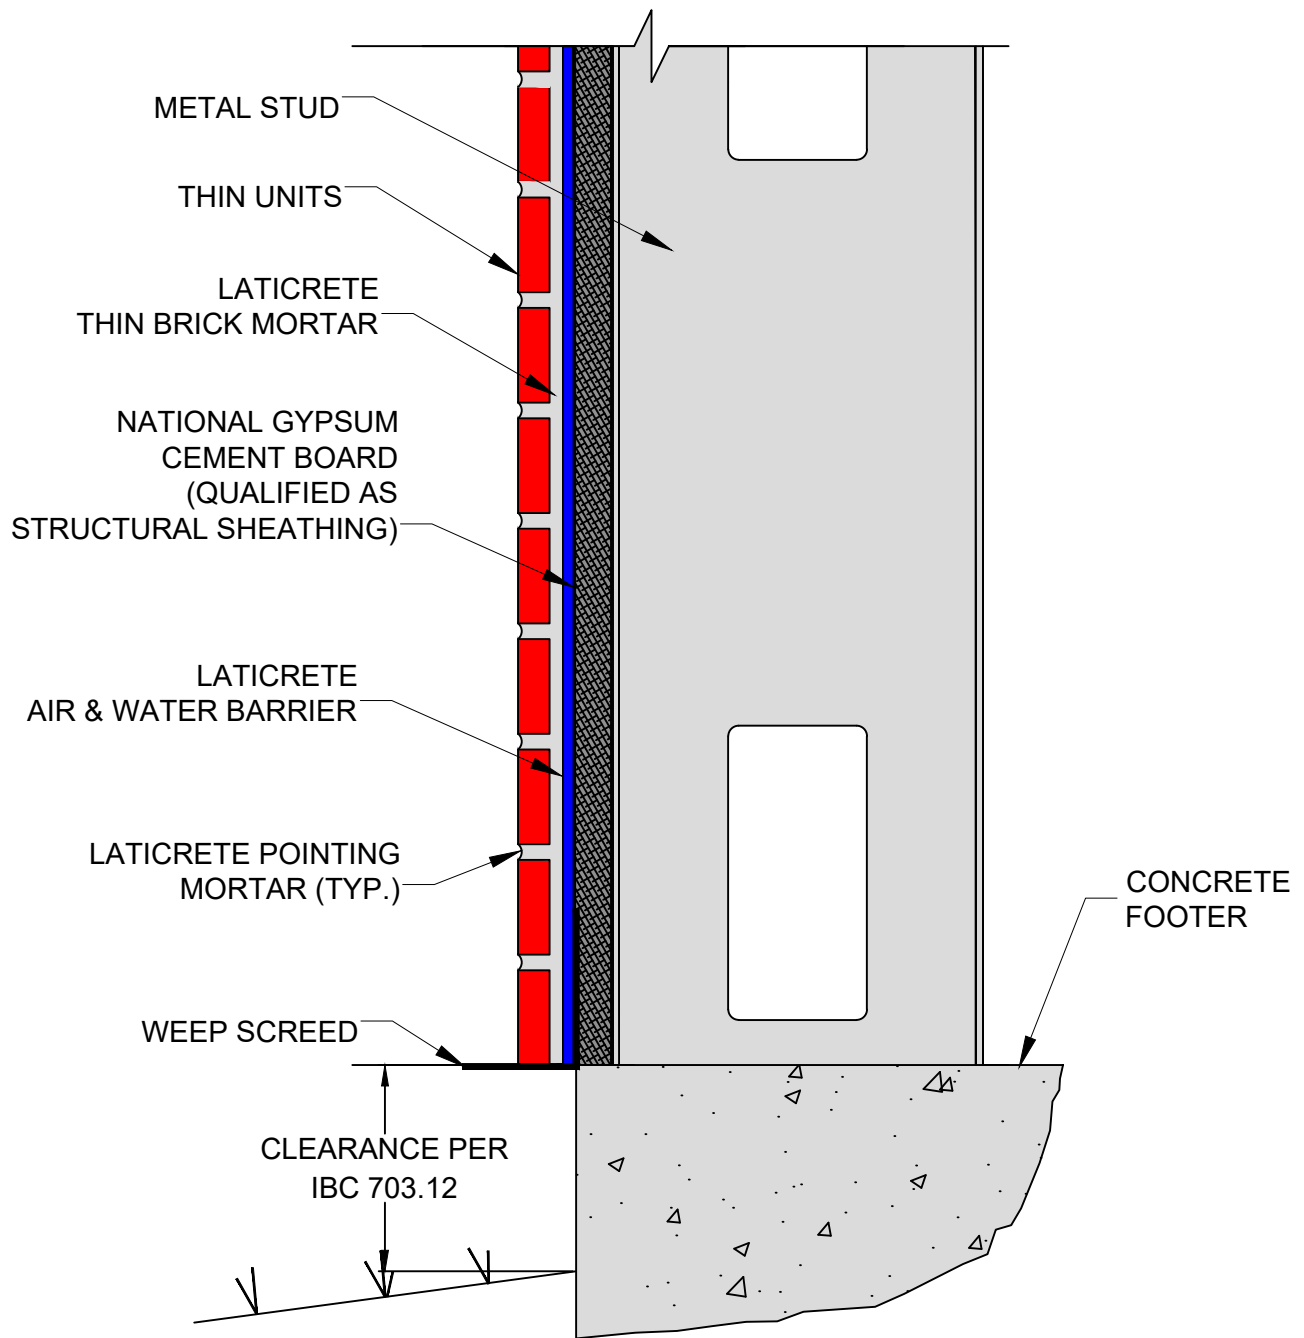 METAL STUD
THIN UNITS
LATICRETE
THIN BRICK MORTAR
NATIONAL GYPSUM
CEMENT BOARD
(QUALIFIED AS
STRUCTURAL SHEATHING)
LATICRETE
AIR & WATER BARRIER
LATICRETE POINTING
MORTAR (TYP.)
CONCRETE
FOOTER
WEEP SCREED
CLEARANCE PER
IBC 703.12